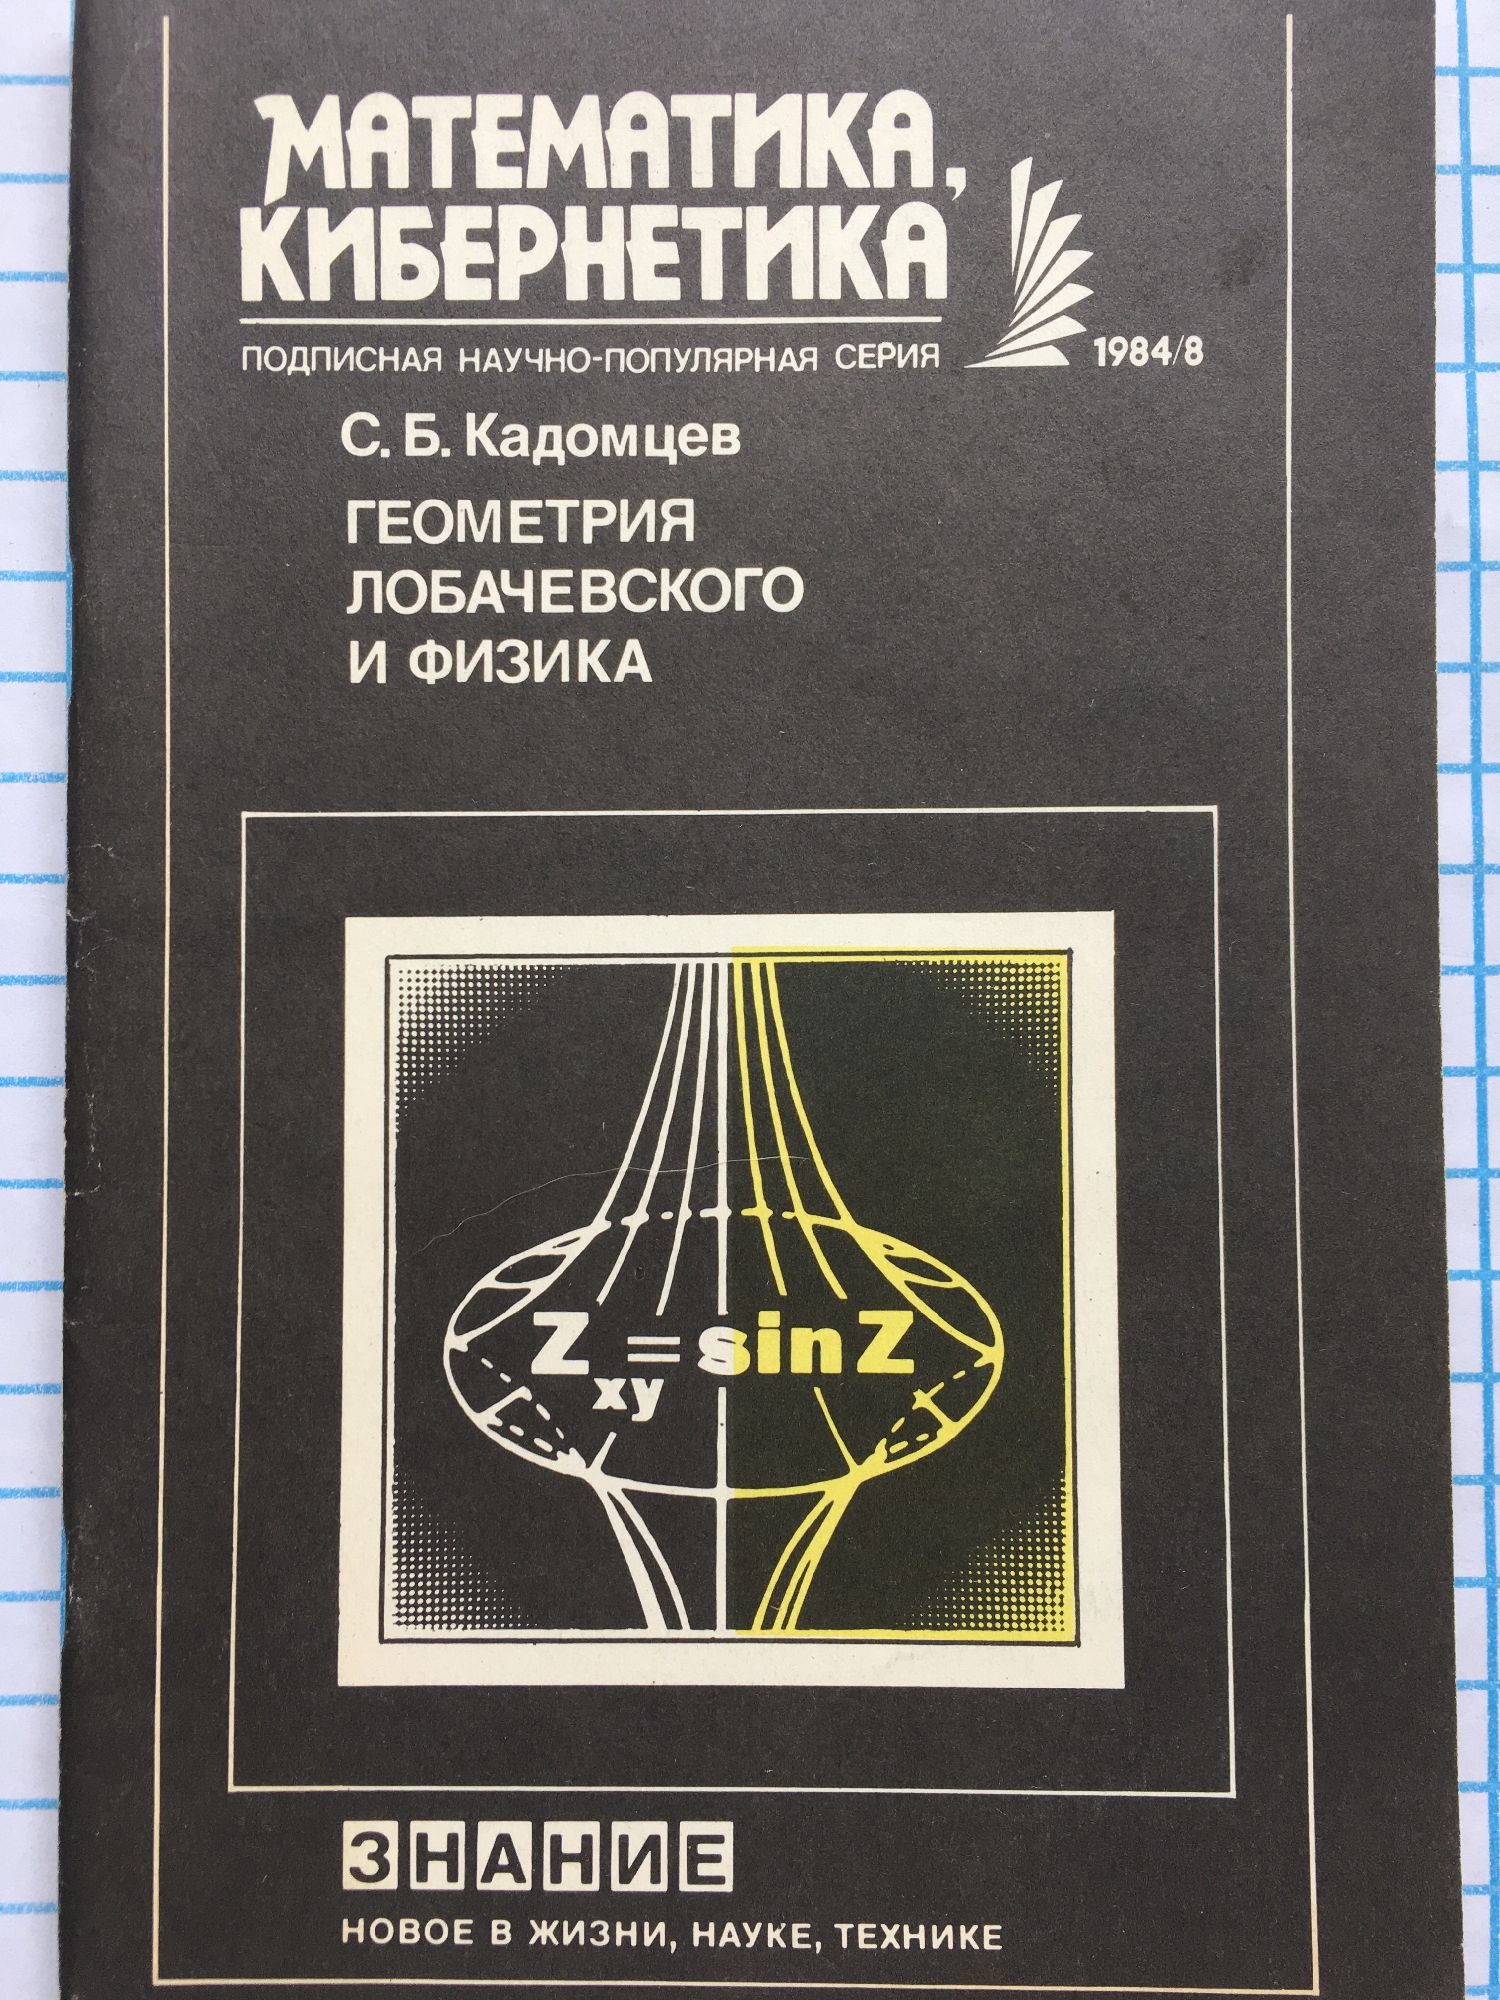 МАТЕМАТИКА,
КИБЕРНЕТИКА
ПОДПИСНАЯ НАУЧНО-ПОПУЛЯРНАЯ СЕРИЯ
1984/8
С. Б. Кадомцев
ГЕОМЕТРИЯ
ЛОБАЧЕВСКОГО
И ФИЗИКА
Zxy = sin Z
ЗНАНИЕ
НОВОЕ В ЖИЗНИ, НАУКЕ, ТЕХНИКЕ